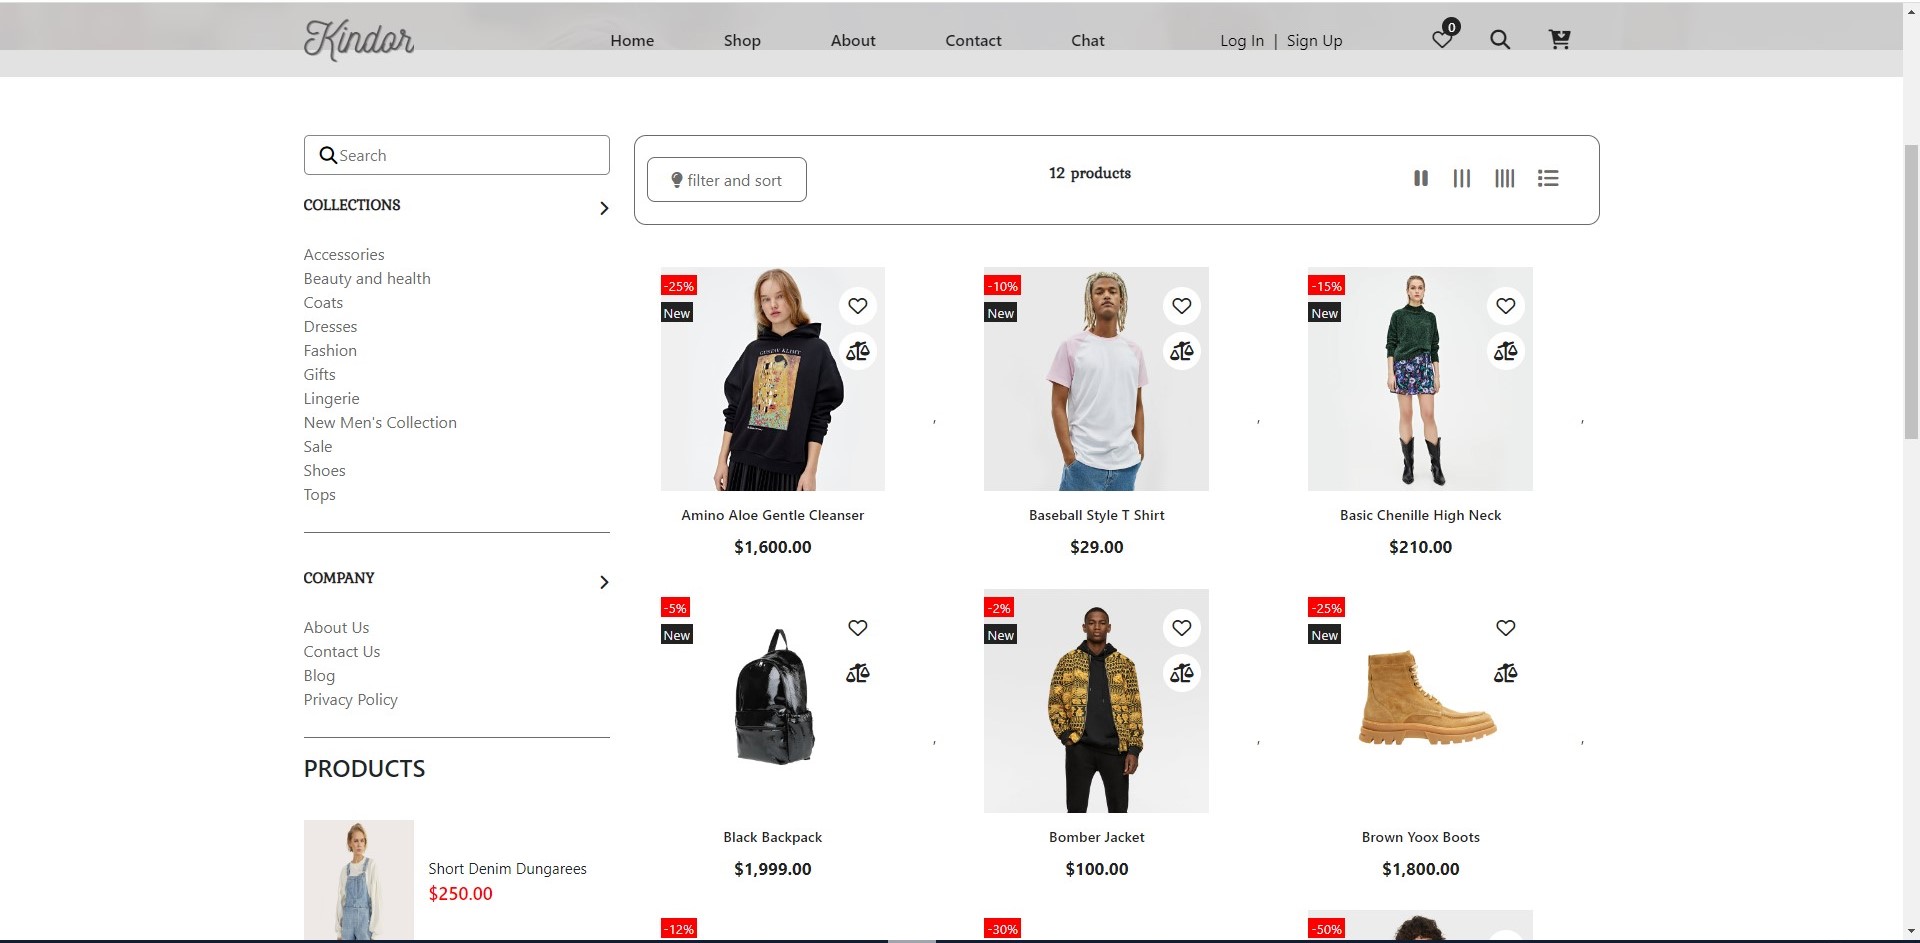 Kindor
Home Shop About Contact Chat Log In | Sign Up 0
Search
COLLECTIONS
Accessories
Beauty and health
Coats
Dresses
Fashion
Gifts
Lingerie
New Men's Collection
Sale
Shoes
Tops
COMPANY
About Us
Contact Us
Blog
Privacy Policy
PRODUCTS
Short Denim Dungarees
$250.00
filter and sort
12 products
-25%
New
GUSTAV KLIMT
,
Amino Aloe Gentle Cleanser
$1,600.00
-10%
New
,
Baseball Style T Shirt
$29.00
-15%
New
,
Basic Chenille High Neck
$210.00
-5%
New
,
Black Backpack
$1,999.00
-2%
New
,
Bomber Jacket
$100.00
-25%
New
,
Brown Yoox Boots
$1,800.00
-12%
-30%
-50%